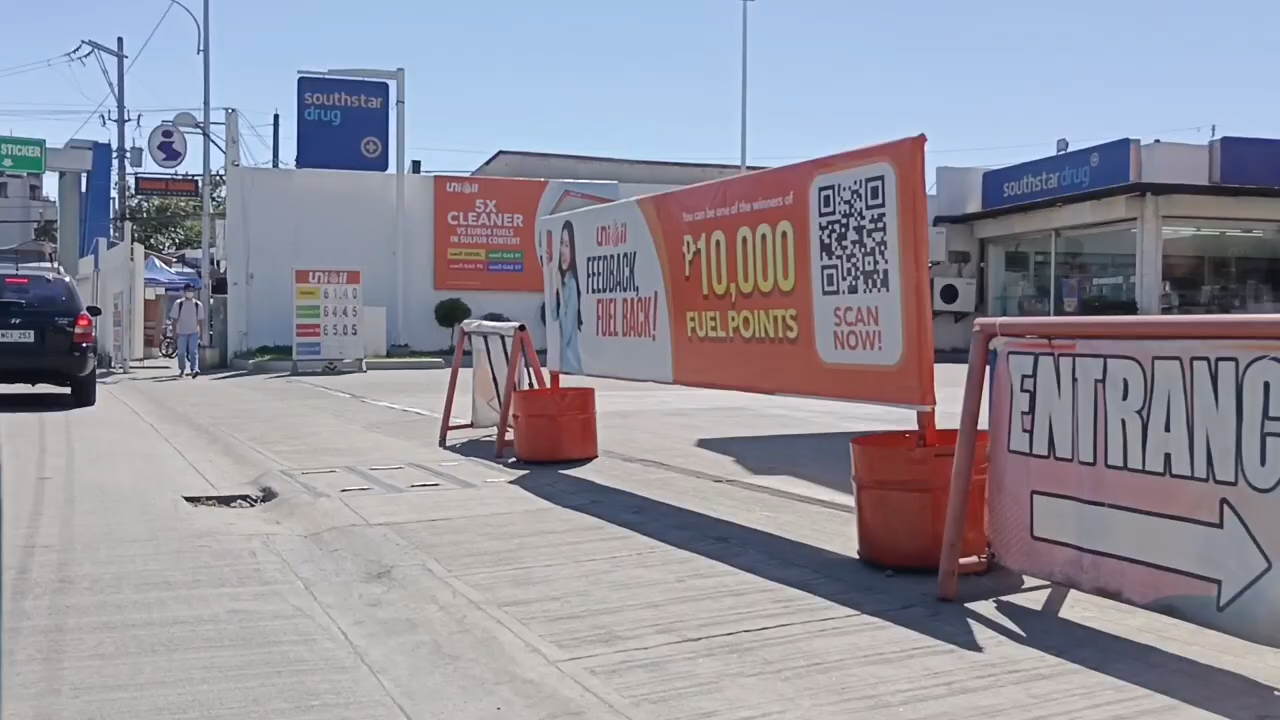 STICKER
southstar
drug
UNIOIL
5X
CLEANER
VS EURO4 FUELS
IN SULFUR CONTENT
UNIOIL
61.40
64.45
65.05
UNIOIL
FEEDBACK,
FUEL BACK!
You can be one of the winners of
₱10,000
FUEL POINTS
SCAN
NOW!
southstar drug
ENTRANC